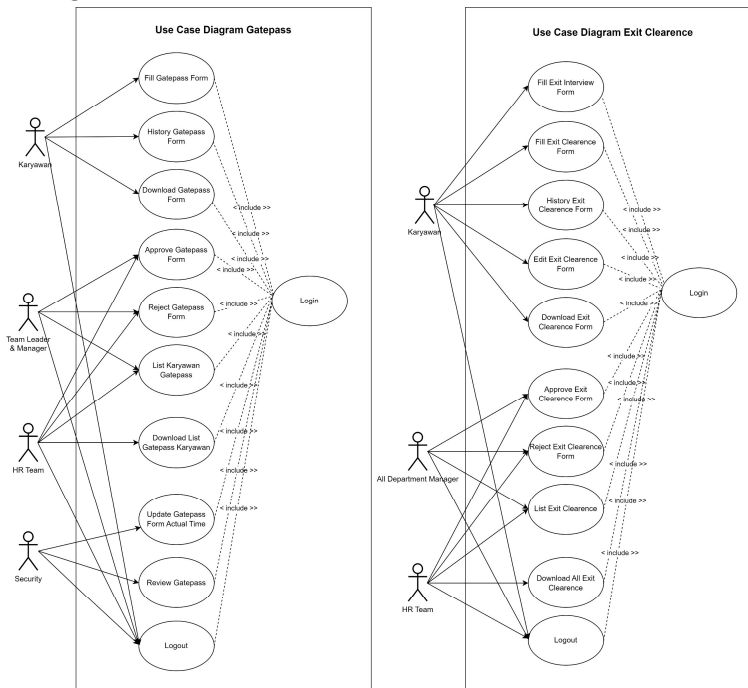 Use Case Diagram Gatepass
Fill Gatepass Form
History Gatepass
Form
Karyawan
Download Gatepass
Form
< include >>
< include >>
Approve Gatepass
Form
< include >>
< include >>
Login
Reject Gatepass
Form
< include >>
Team Leader
& Manager
List Karyawan
Gatepass
< include >>
< include >>
Download List
Gatepass Karyawan
< include >>
HR Team
< include >>
Update Gatepass
Form Actual Time
< include >>
Security
Review Gatepass
Logout
Use Case Diagram Exit Clearence
Fill Exit Interview
Form
Fill Exit Clearence
Form
History Exit
Clearence Form
< include >>
Karyawan
< include >>
Edit Exit Clearence
Form
< include >>
Login
Download Exit
Clearence Form
< include >>
< include >>
Approve Exit
Clearence Form
< include >>
< include >>
Reject Exit Clearence
Form
< include >>
All Department Manager
List Exit Clearence
< include >>
< include >>
Download All Exit
Clearence
HR Team
Logout